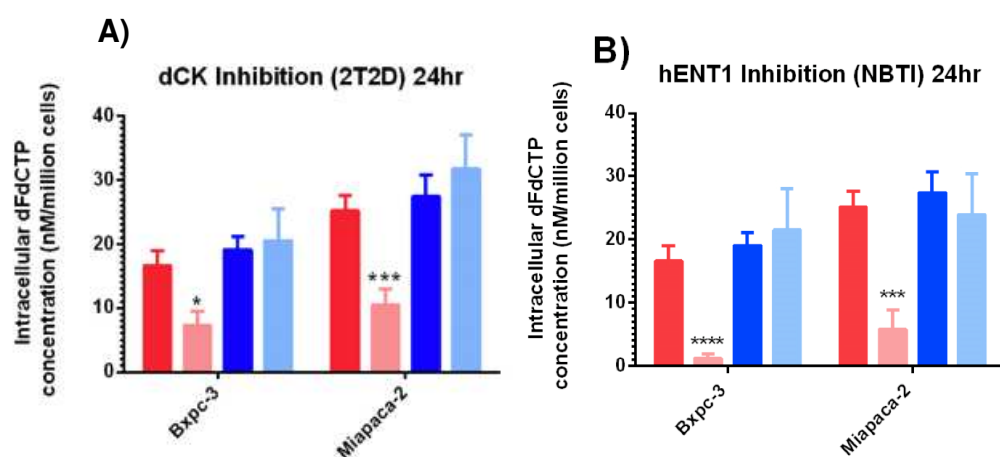 A)
dCK Inhibition (2T2D) 24hr
Intracellular dFdCTP
concentration (nM/million cells)
40
30
20
10
0
*
***
Bxpc-3
Miapaca-2
B)
hENT1 Inhibition (NBTI) 24hr
Intracellular dFdCTP
concentration (nM/million cells)
40
30
20
10
0
****
***
Bxpc-3
Miapaca-2